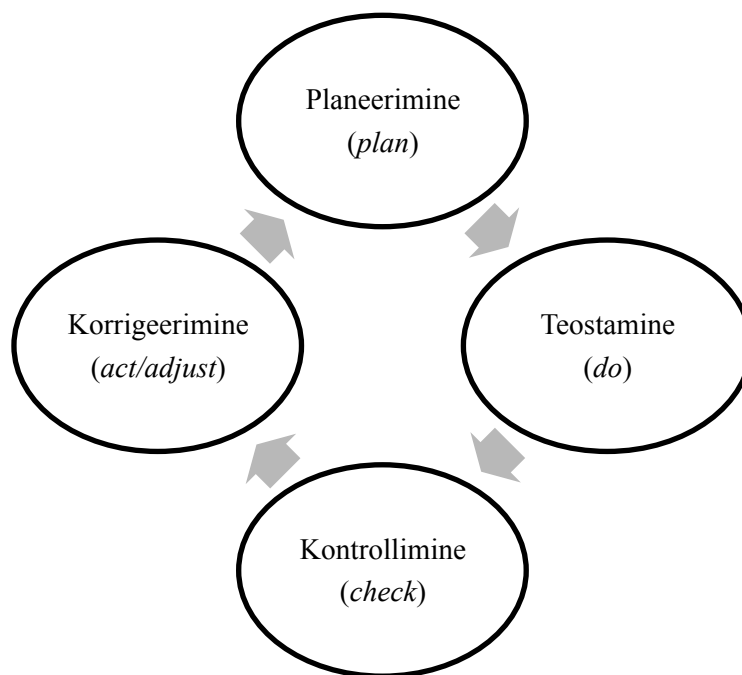 Planeerimine
(plan)
Teostamine
(do)
Kontrollimine
(check)
Korrigeerimine
(act/adjust)